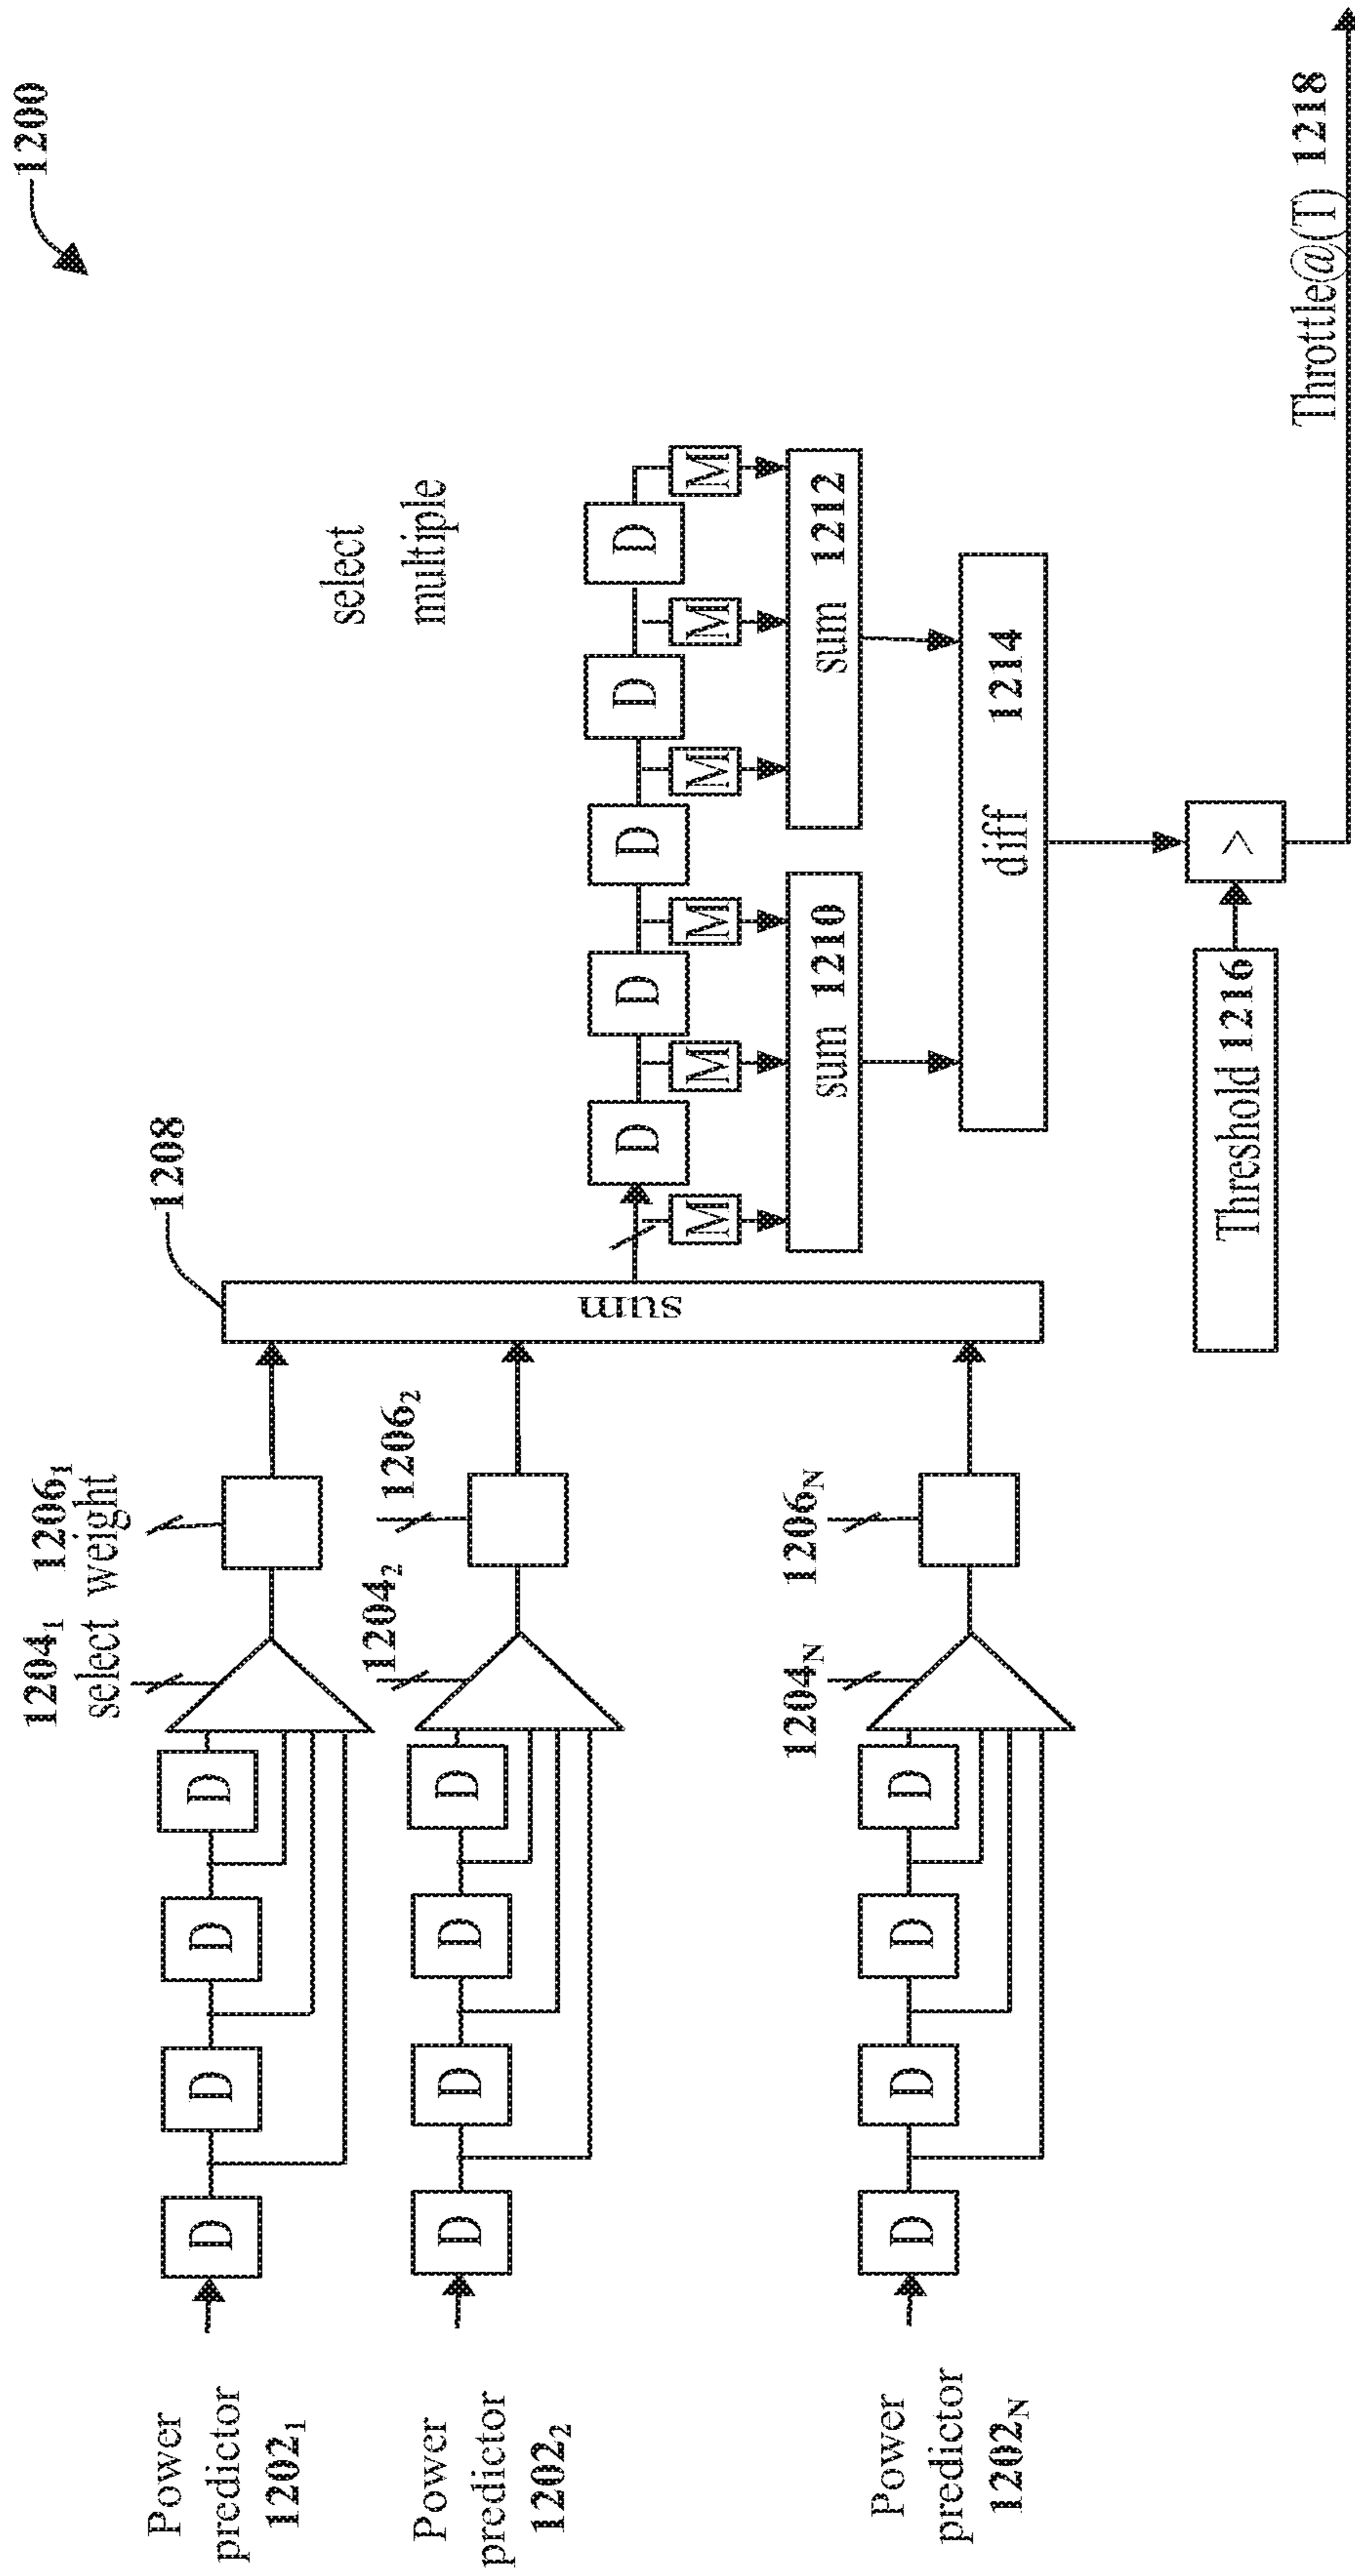 1200
1204₁ 1206₁
select weight
D
D
D
D
Power
predictor
1202₁
1204₂
1206₂
D
D
D
D
Power
predictor
1202₂
1204N
1206N
D
D
D
D
Power
predictor
1202N
1208
sum
select
multiple
D
D
D
D
D
M
M
M
M
M
M
sum 1210
sum 1212
diff 1214
Threshold 1216
>
Throttle@(T) 1218